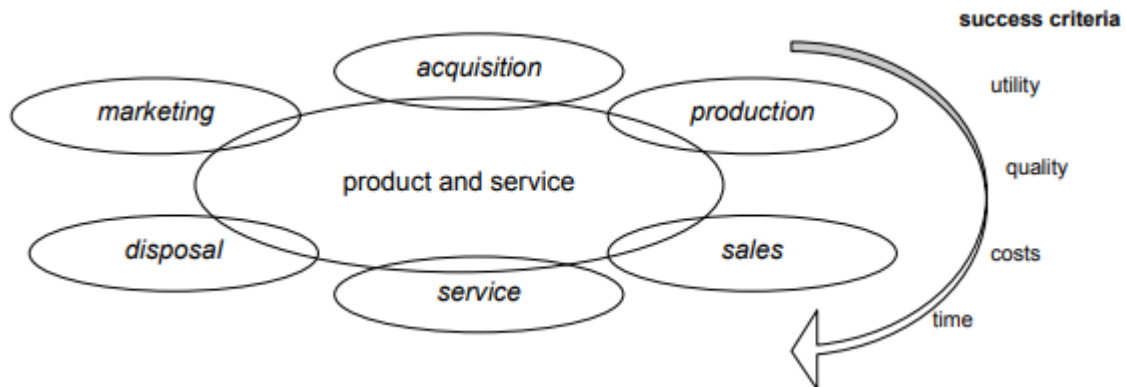 success criteria
acquisition
utility
marketing
production
quality
product and service
disposal
sales
costs
service
time